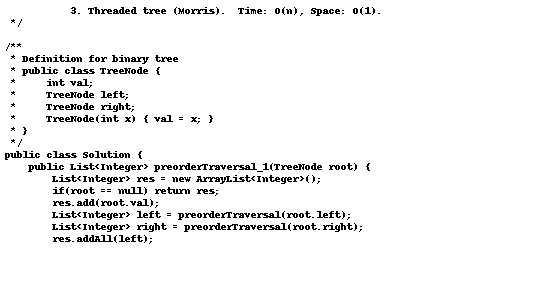 3. Threaded tree (Morris).  Time: O(n), Space: O(1).
*/
/**
* Definition for binary tree
* public class TreeNode {
*     int val;
*     TreeNode left;
*     TreeNode right;
*     TreeNode(int x) { val = x; }
* }
*/
public class Solution {
public List<Integer> preorderTraversal_1(TreeNode root) {
List<Integer> res = new ArrayList<Integer>();
if(root == null) return res;
res.add(root.val);
List<Integer> left = preorderTraversal(root.left);
List<Integer> right = preorderTraversal(root.right);
res.addAll(left);